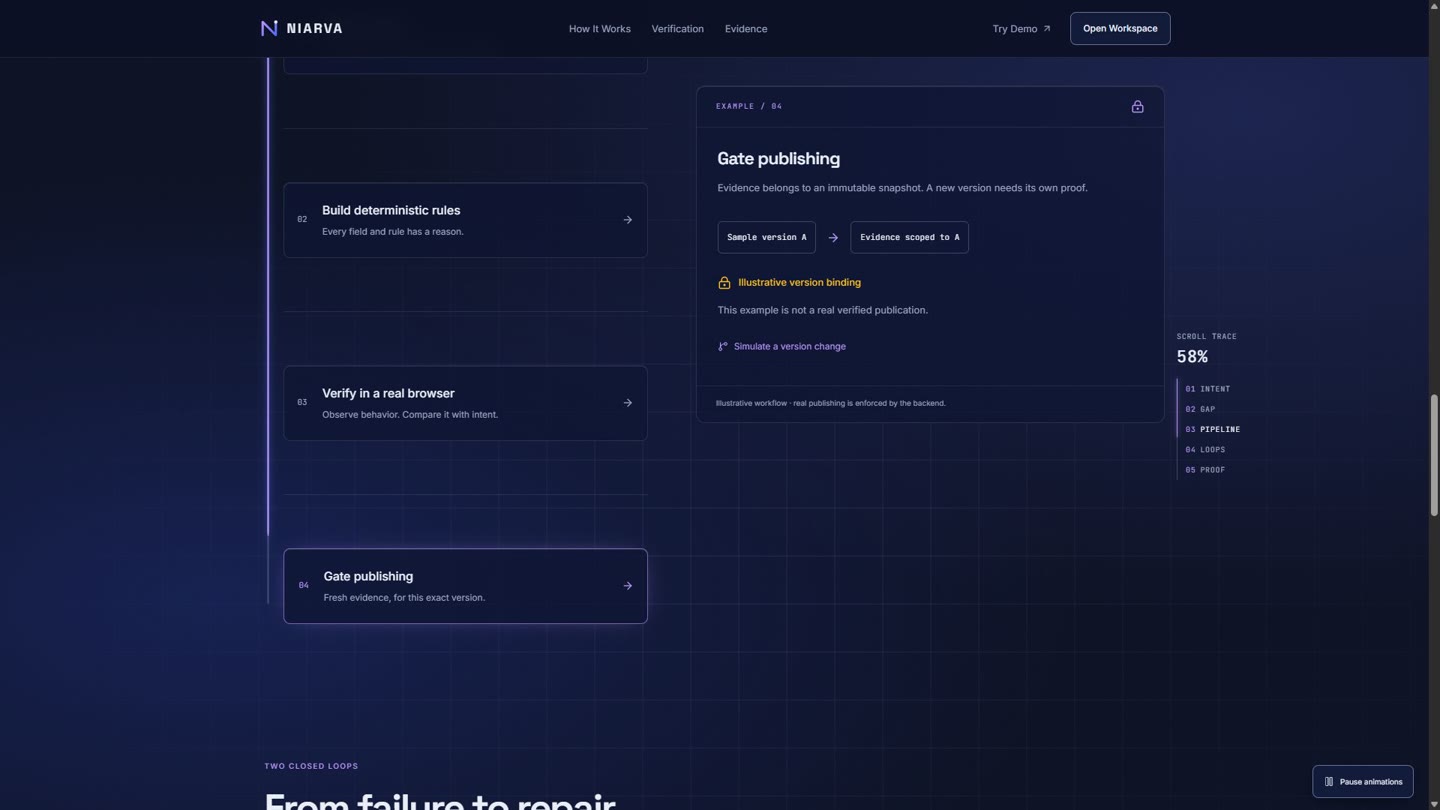 NIARVA
How It Works
Verification
Evidence
Try Demo
Open Workspace
02
Build deterministic rules
Every field and rule has a reason.
03
Verify in a real browser
Observe behavior. Compare it with intent.
04
Gate publishing
Fresh evidence, for this exact version.
EXAMPLE / 04
Gate publishing
Evidence belongs to an immutable snapshot. A new version needs its own proof.
Sample version A
Evidence scoped to A
Illustrative version binding
This example is not a real verified publication.
Simulate a version change
Illustrative workflow · real publishing is enforced by the backend.
SCROLL TRACE
58%
01 INTENT
02 GAP
03 PIPELINE
04 LOOPS
05 PROOF
TWO CLOSED LOOPS
From failure to repair
Pause animations